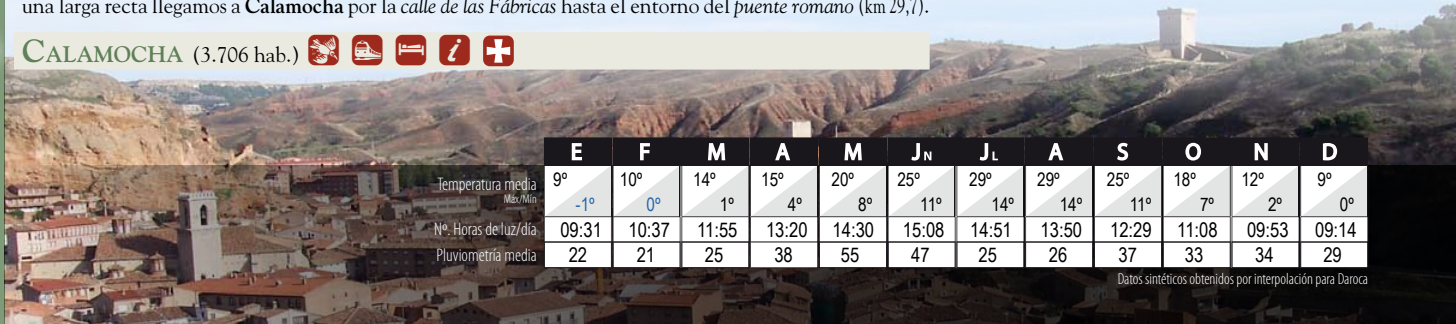 una larga recta llegamos a Calamocha por la calle de las Fábricas hasta el entorno del puente romano (km 29,7).
CALAMOCHA (3.706 hab.)
E F M A M JN JL A S O N D
Temperatura media 9º 10º 14º 15º 20º 25º 29º 29º 25º 18º 12º 9º
Máx/Mín -1º 0º 1º 4º 8º 11º 14º 14º 11º 7º 2º 0º
Nº. Horas de luz/día 09:31 10:37 11:55 13:20 14:30 15:08 14:51 13:50 12:29 11:08 09:53 09:14
Pluviometría media 22 21 25 38 55 47 25 26 37 33 34 29
Datos sintéticos obtenidos por interpolación para Daroca